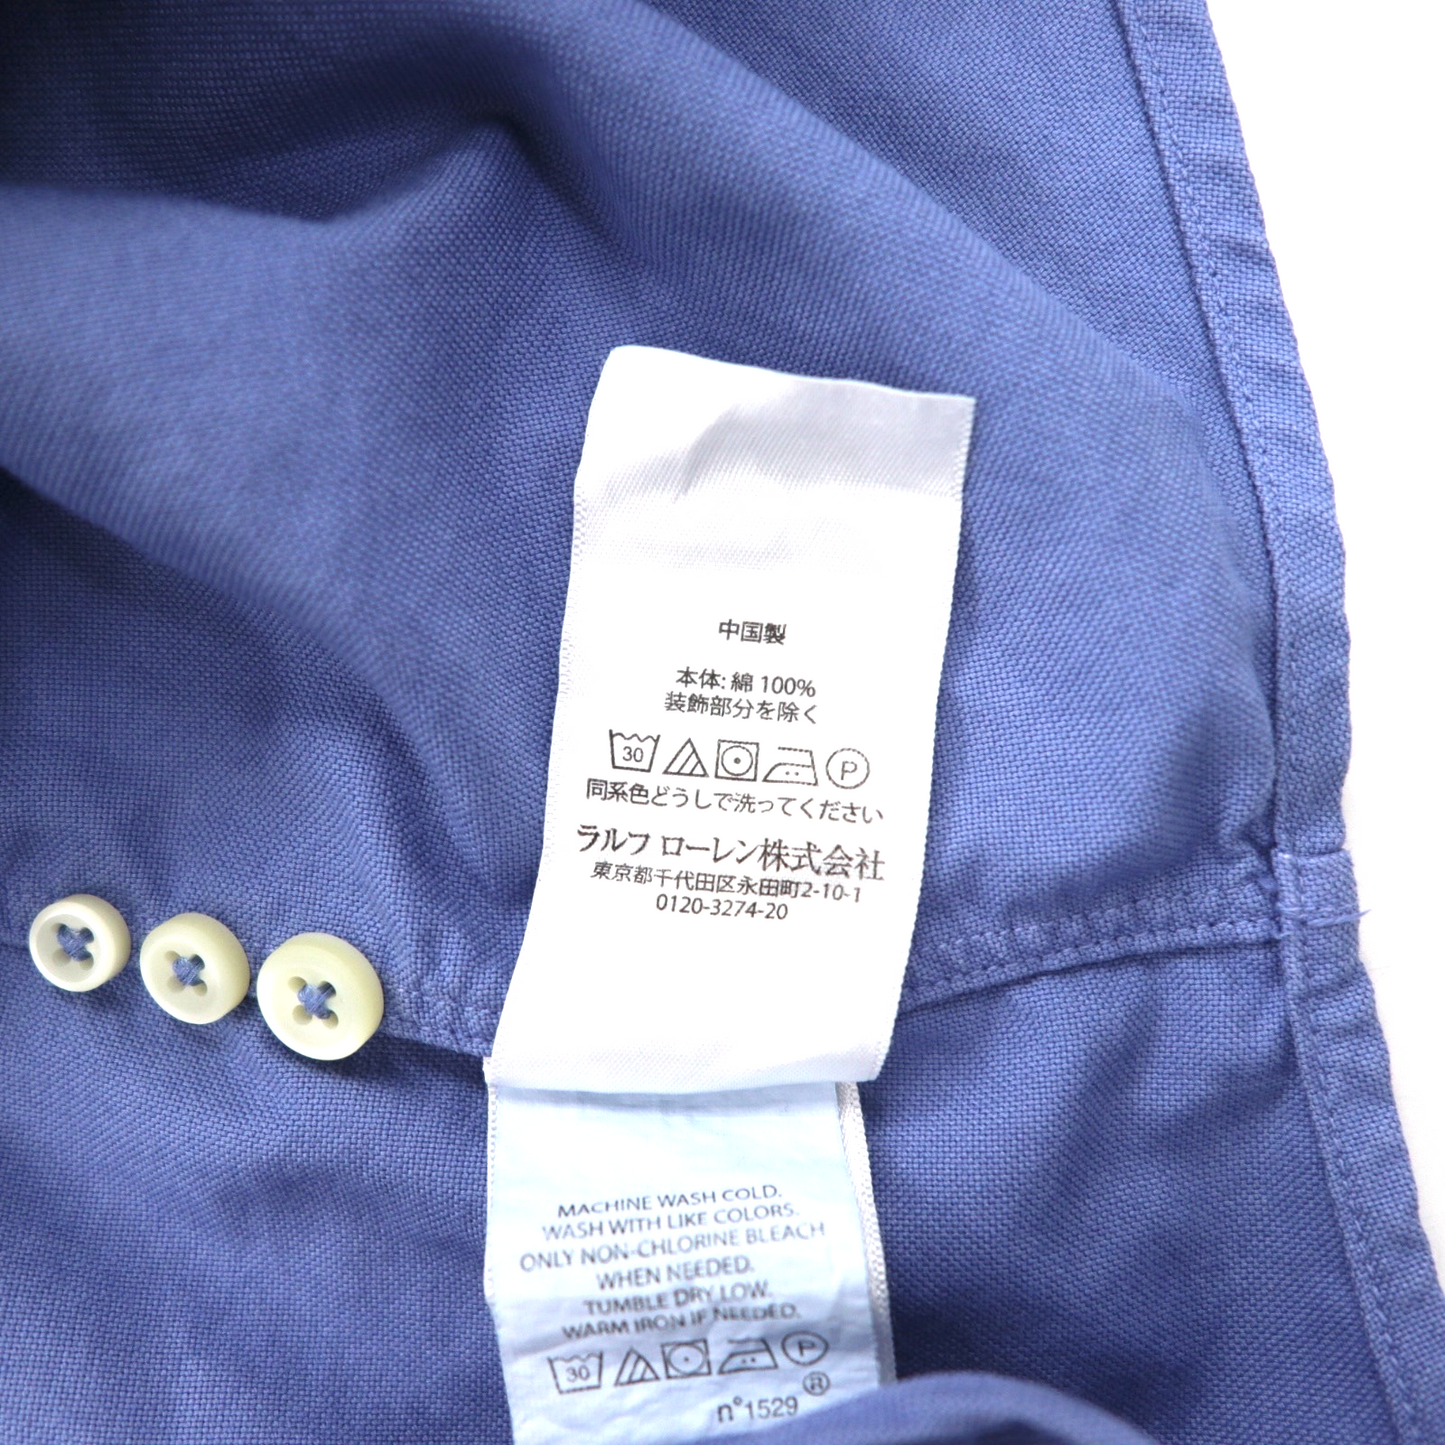 中国製
本体: 綿 100%
装飾部分を除く
30 P
同系色どうしで洗ってください
ラルフ ローレン株式会社
東京都千代田区永田町2-10-1
0120-3274-20
MACHINE WASH COLD.
WASH WITH LIKE COLORS.
ONLY NON-CHLORINE BLEACH
WHEN NEEDED.
TUMBLE DRY LOW.
WARM IRON IF NEEDED.
30 P
®
n°1529